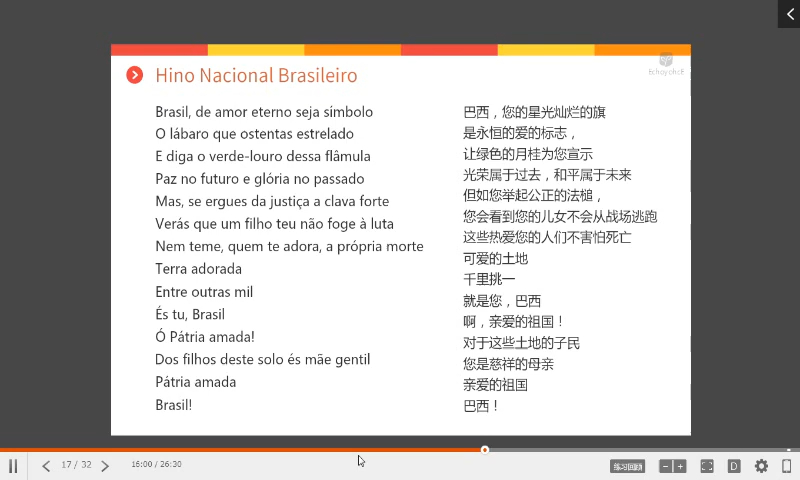 Hino Nacional Brasileiro
Brasil, de amor eterno seja símbolo
O lábaro que ostentas estrelado
E diga o verde-louro dessa flâmula
Paz no futuro e glória no passado
Mas, se ergues da justiça a clava forte
Verás que um filho teu não foge à luta
Nem teme, quem te adora, a própria morte
Terra adorada
Entre outras mil
És tu, Brasil
Ó Pátria amada!
Dos filhos deste solo és mãe gentil
Pátria amada
Brasil!
巴西，您的星光灿烂的旗
是永恒的爱的标志，
让绿色的月桂为您宣示
光荣属于过去，和平属于未来
但如您举起公正的法槌，
您会看到您的儿女不会从战场逃跑
这些热爱您的人们不害怕死亡
可爱的土地
千里挑一
就是您，巴西
啊，亲爱的祖国！
对于这些土地的子民
您是慈祥的母亲
亲爱的祖国
巴西！
17 / 32
16:00 / 26:30
练习回顾
D